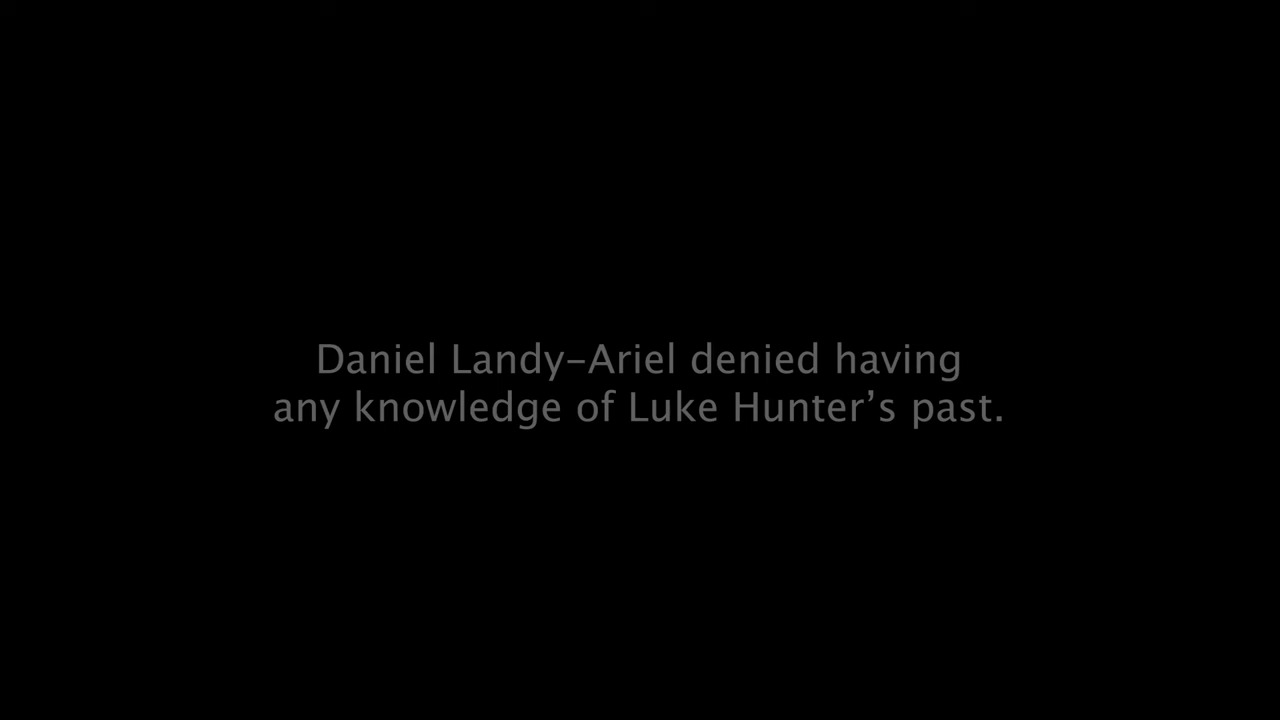 Daniel Landy–Ariel denied having
any knowledge of Luke Hunter’s past.